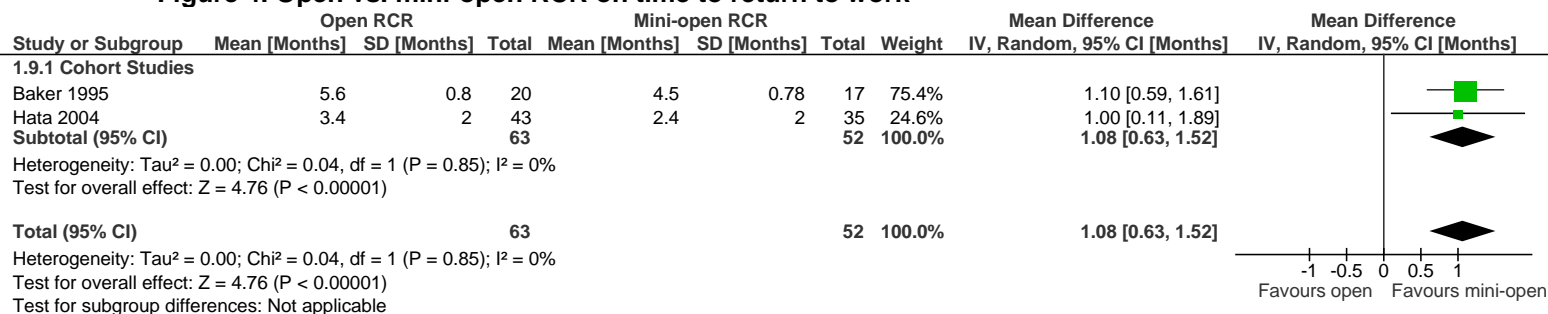 Figure 4. Open vs. mini-open RCR on time to return to work
Open RCR Mini-open RCR Mean Difference Mean Difference
Study or Subgroup Mean [Months] SD [Months] Total Mean [Months] SD [Months] Total Weight IV, Random, 95% CI [Months] IV, Random, 95% CI [Months]
1.9.1 Cohort Studies
Baker 1995 5.6 0.8 20 4.5 0.78 17 75.4% 1.10 [0.59, 1.61]
Hata 2004 3.4 2 43 2.4 2 35 24.6% 1.00 [0.11, 1.89]
Subtotal (95% CI) 63 52 100.0% 1.08 [0.63, 1.52]
Heterogeneity: Tau² = 0.00; Chi² = 0.04, df = 1 (P = 0.85); I² = 0%
Test for overall effect: Z = 4.76 (P < 0.00001)
Total (95% CI) 63 52 100.0% 1.08 [0.63, 1.52]
Heterogeneity: Tau² = 0.00; Chi² = 0.04, df = 1 (P = 0.85); I² = 0%
Test for overall effect: Z = 4.76 (P < 0.00001)
Test for subgroup differences: Not applicable
-1 -0.5 0 0.5 1
Favours open Favours mini-open